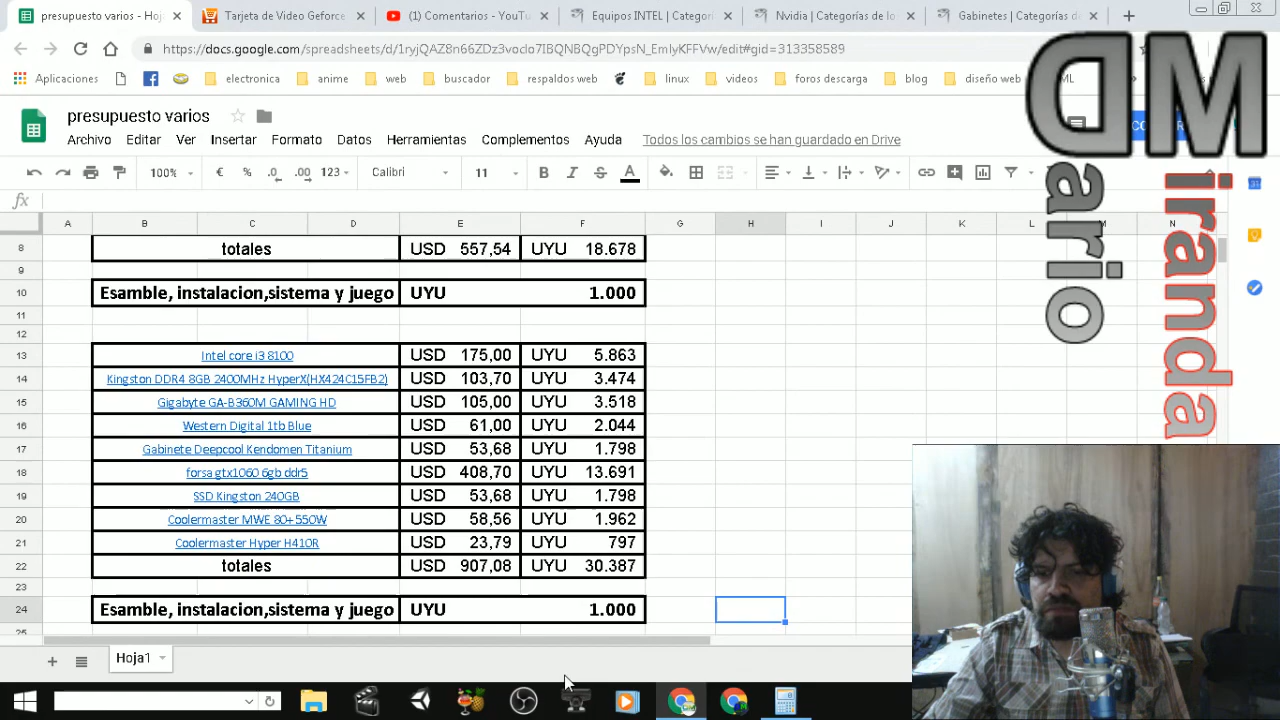 presupuesto varios - Hoj
Tarjeta de Video Geforce
(1) Comentarios - YouTu
Equipos INTEL | Categorí
Nvidia | Categorías de lo
Gabinetes | Categorías de
https://docs.google.com/spreadsheets/d/1ryjQAZ8n66ZDz3voclo7lBQNBQgPDYpsN_EmlyKFFVw/edit#gid=313358589
Aplicaciones
electronica
anime
web
buscador
respaldos web
linux
videos
foros descarga
blog
diseño web
ML
presupuesto varios
Archivo Editar Ver Insertar Formato Datos Herramientas Complementos Ayuda Todos los cambios se han guardado en Drive
100% € % .0 .00 123 Calibri 11 B I S A
fx
A B C D E F G H I J K L M N
8 totales USD 557,54 UYU 18.678
9
10 Esamble, instalacion,sistema y juego UYU 1.000
11
12
13 Intel core i3 8100 USD 175,00 UYU 5.863
14 Kingston DDR4 8GB 2400MHz HyperX(HX424C15FB2) USD 103,70 UYU 3.474
15 Gigabyte GA-B360M GAMING HD USD 105,00 UYU 3.518
16 Western Digital 1tb Blue USD 61,00 UYU 2.044
17 Gabinete Deepcool Kendomen Titanium USD 53,68 UYU 1.798
18 forsa gtx1060 6gb ddr5 USD 408,70 UYU 13.691
19 SSD Kingston 240GB USD 53,68 UYU 1.798
20 Coolermaster MWE 80+ 550W USD 58,56 UYU 1.962
21 Coolermaster Hyper H410R USD 23,79 UYU 797
22 totales USD 907,08 UYU 30.387
23
24 Esamble, instalacion,sistema y juego UYU 1.000
25
Hoja1
Dario
Miranda